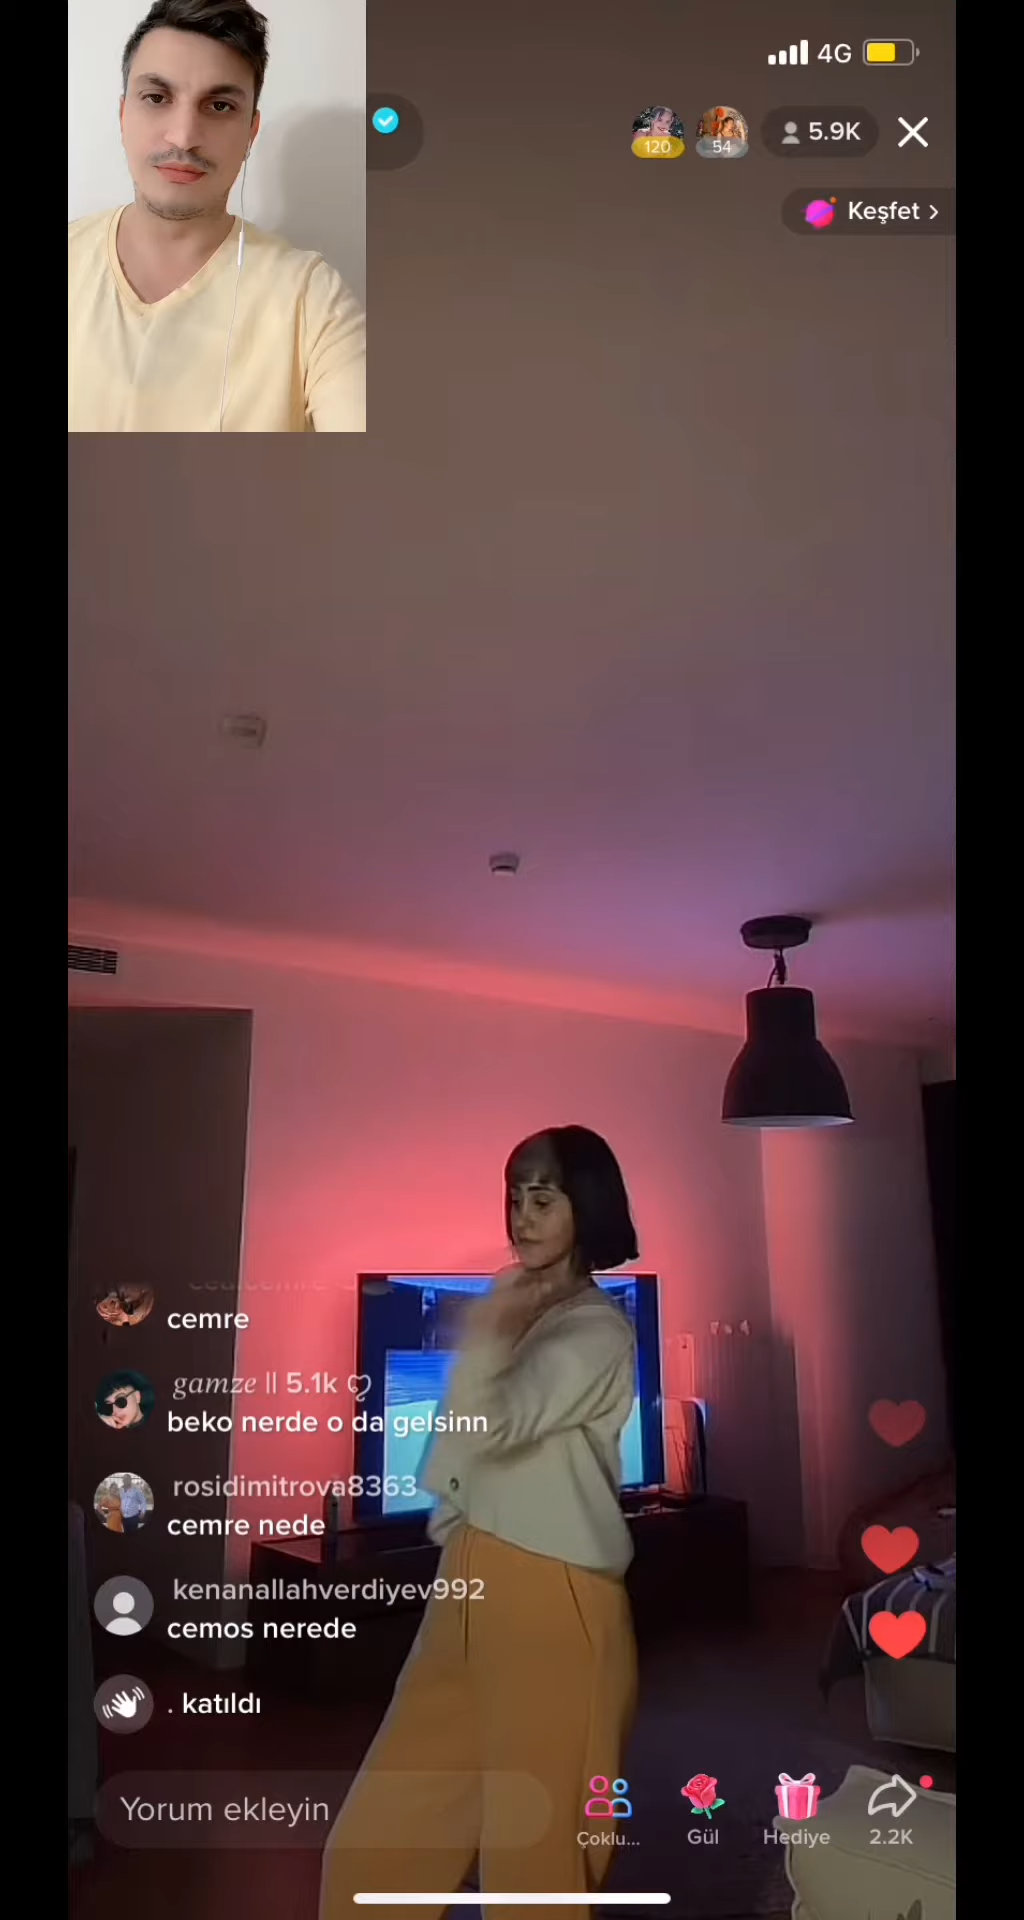 4G
5.9K
120
54
Keşfet >
cemre
gamze || 5.1k ღ
beko nerde o da gelsinn
rosidimitrova8363
cemre nede
kenanallahverdiyev992
cemos nerede
. katıldı
Yorum ekleyin
Çoklu...
Gül
Hediye
2.2K